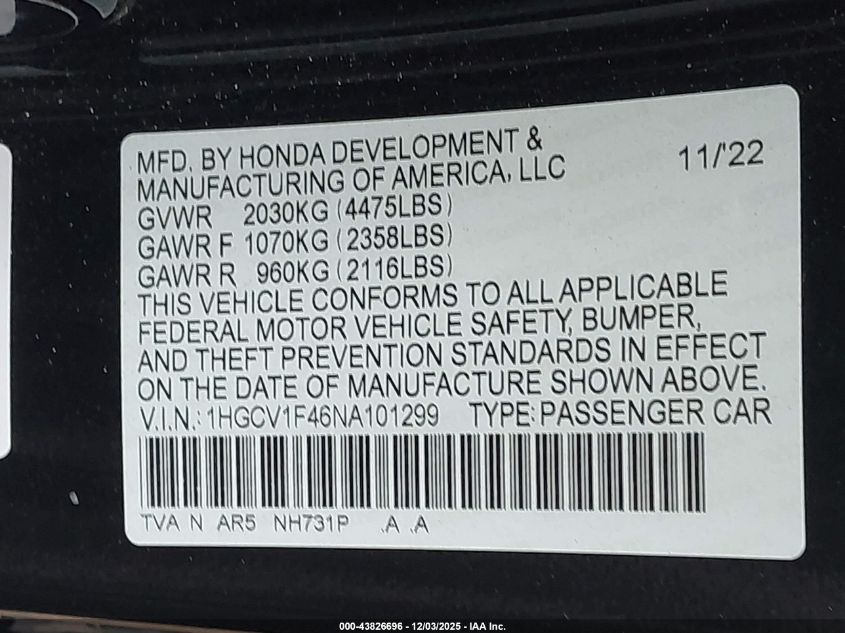 MFD. BY HONDA DEVELOPMENT &
MANUFACTURING OF AMERICA, LLC
11/'22
GVWR 2030KG (4475LBS)
GAWR F 1070KG (2358LBS)
GAWR R 960KG (2116LBS)
THIS VEHICLE CONFORMS TO ALL APPLICABLE
FEDERAL MOTOR VEHICLE SAFETY, BUMPER,
AND THEFT PREVENTION STANDARDS IN EFFECT
ON THE DATE OF MANUFACTURE SHOWN ABOVE.
V.I.N.: 1HGCV1F46NA101299 TYPE: PASSENGER CAR
TVA N AR5 NH731P .A .A
000-43826696 - 12/03/2025 - IAA Inc.